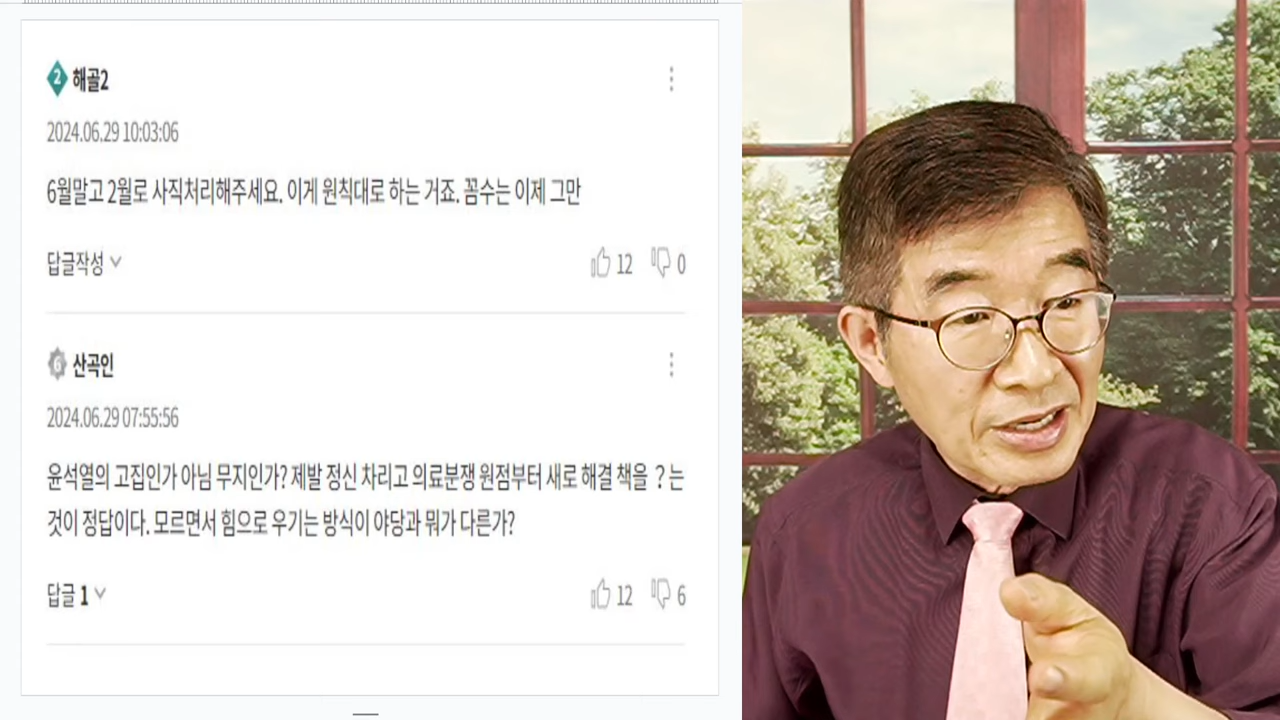 2 해골2
2024.06.29 10:03:06
6월말고 2월로 사직처리해주세요. 이게 원칙대로 하는 거죠. 꼼수는 이제 그만
답글작성
12 0
6 산곡인
2024.06.29 07:55:56
윤석열의 고집인가 아님 무지인가? 제발 정신 차리고 의료분쟁 원점부터 새로 해결 책을 ? 는
것이 정답이다. 모르면서 힘으로 우기는 방식이 야당과 뭐가 다른가?
답글 1
12 6